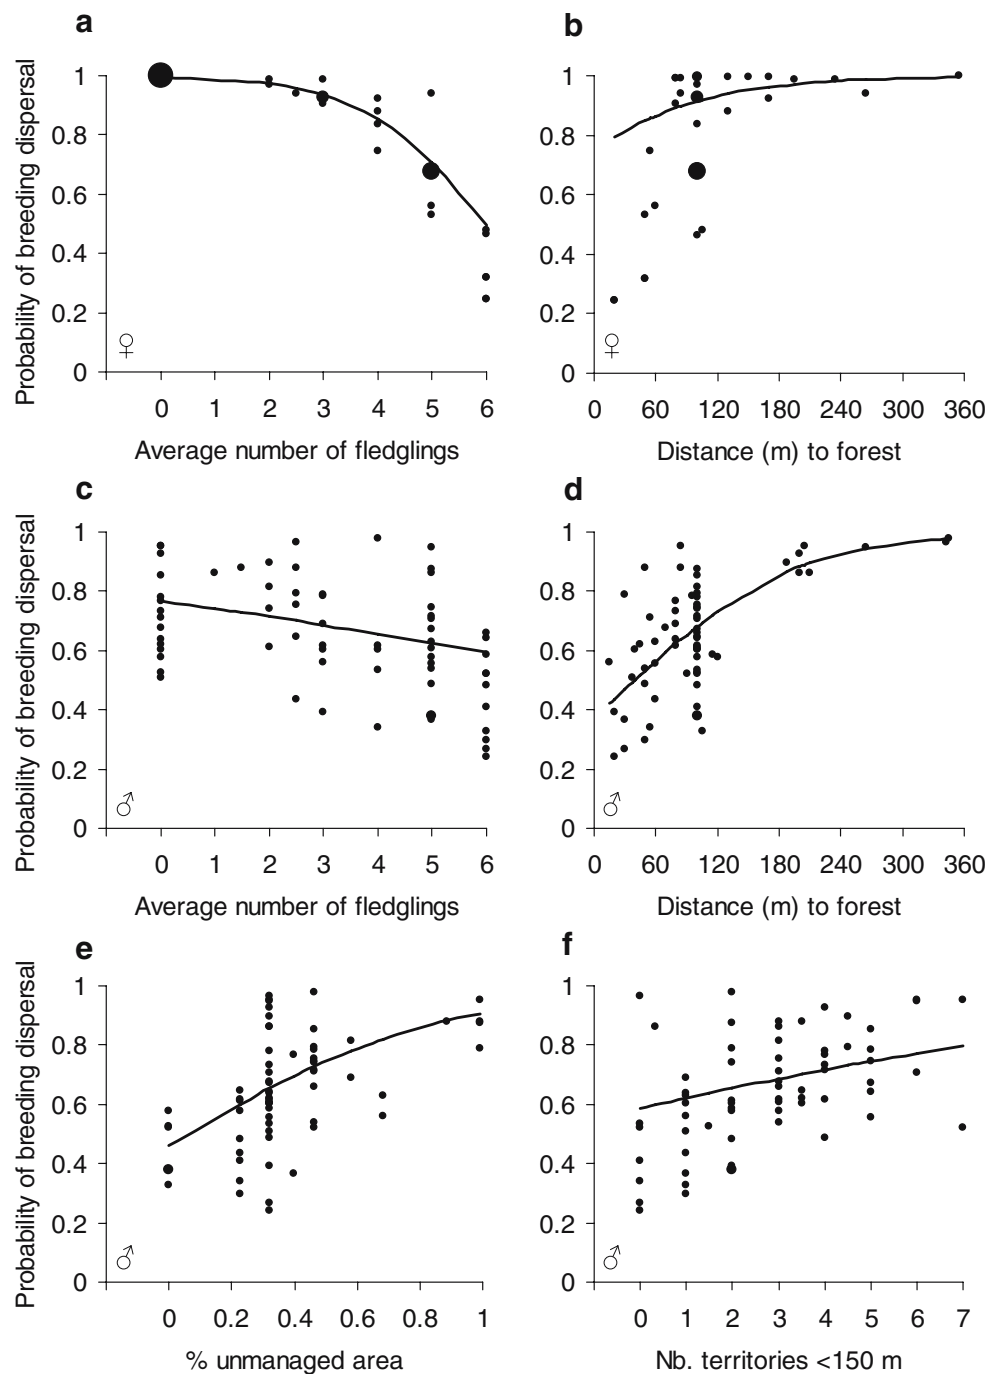 a
Probability of breeding dispersal
1
0.8
0.6
0.4
0.2
0
♀
0 1 2 3 4 5 6
Average number of fledglings
b
1
0.8
0.6
0.4
0.2
0
♀
0 60 120 180 240 300 360
Distance (m) to forest
c
Probability of breeding dispersal
1
0.8
0.6
0.4
0.2
0
♂
0 1 2 3 4 5 6
Average number of fledglings
d
1
0.8
0.6
0.4
0.2
0
♂
0 60 120 180 240 300 360
Distance (m) to forest
e
Probability of breeding dispersal
1
0.8
0.6
0.4
0.2
0
♂
0 0.2 0.4 0.6 0.8 1
% unmanaged area
f
1
0.8
0.6
0.4
0.2
0
♂
0 1 2 3 4 5 6 7
Nb. territories <150 m